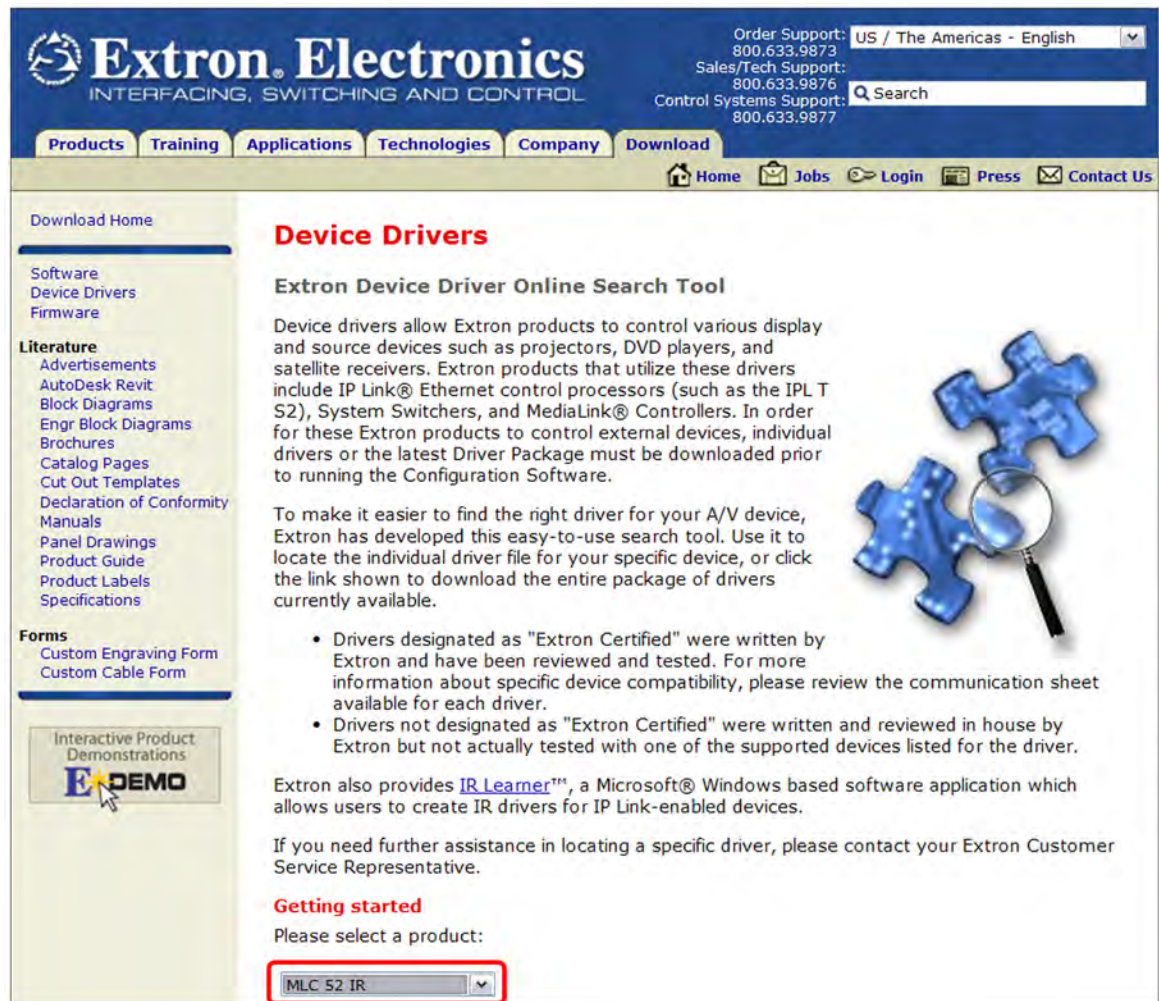 Extron® Electronics
INTERFACING, SWITCHING AND CONTROL
Order Support:
800.633.9873
Sales/Tech Support:
800.633.9876
Control Systems Support:
800.633.9877
US / The Americas - English
Search
Products Training Applications Technologies Company Download
Home Jobs Login Press Contact Us
Download Home
Software
Device Drivers
Firmware
Literature
Advertisements
AutoDesk Revit
Block Diagrams
Engr Block Diagrams
Brochures
Catalog Pages
Cut Out Templates
Declaration of Conformity
Manuals
Panel Drawings
Product Guide
Product Labels
Specifications
Forms
Custom Engraving Form
Custom Cable Form
Interactive Product
Demonstrations
E DEMO
Device Drivers
Extron Device Driver Online Search Tool
Device drivers allow Extron products to control various display
and source devices such as projectors, DVD players, and
satellite receivers. Extron products that utilize these drivers
include IP Link® Ethernet control processors (such as the IPL T
S2), System Switchers, and MediaLink® Controllers. In order
for these Extron products to control external devices, individual
drivers or the latest Driver Package must be downloaded prior
to running the Configuration Software.
To make it easier to find the right driver for your A/V device,
Extron has developed this easy-to-use search tool. Use it to
locate the individual driver file for your specific device, or click
the link shown to download the entire package of drivers
currently available.
• Drivers designated as "Extron Certified" were written by
Extron and have been reviewed and tested. For more
information about specific device compatibility, please review the communication sheet
available for each driver.
• Drivers not designated as "Extron Certified" were written and reviewed in house by
Extron but not actually tested with one of the supported devices listed for the driver.
Extron also provides IR Learner™, a Microsoft® Windows based software application which
allows users to create IR drivers for IP Link-enabled devices.
If you need further assistance in locating a specific driver, please contact your Extron Customer
Service Representative.
Getting started
Please select a product:
MLC 52 IR